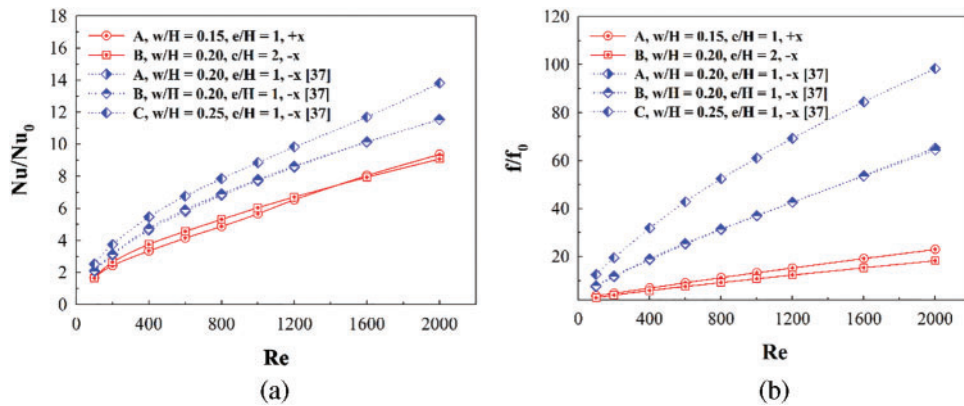 18
16
14
12
10
8
6
4
2
0
Nu/Nu0
A, w/H = 0.15, e/H = 1, +x
B, w/H = 0.20, c/H = 2, -x
A, w/H = 0.20, e/H = 1, -x [37]
B, w/H = 0.20, e/H = 1, -x [37]
C, w/H = 0.25, e/H = 1, -x [37]
0 400 800 1200 1600 2000
Re
(a)
120
100
80
60
40
20
f/f0
A, w/H = 0.15, c/H = 1, +x
B, w/H = 0.20, c/H = 2, -x
A, w/H = 0.20, e/H = 1, -x [37]
B, w/H = 0.20, e/H = 1, -x [37]
C, w/H = 0.25, e/H = 1, -x [37]
0 400 800 1200 1600 2000
Re
(b)